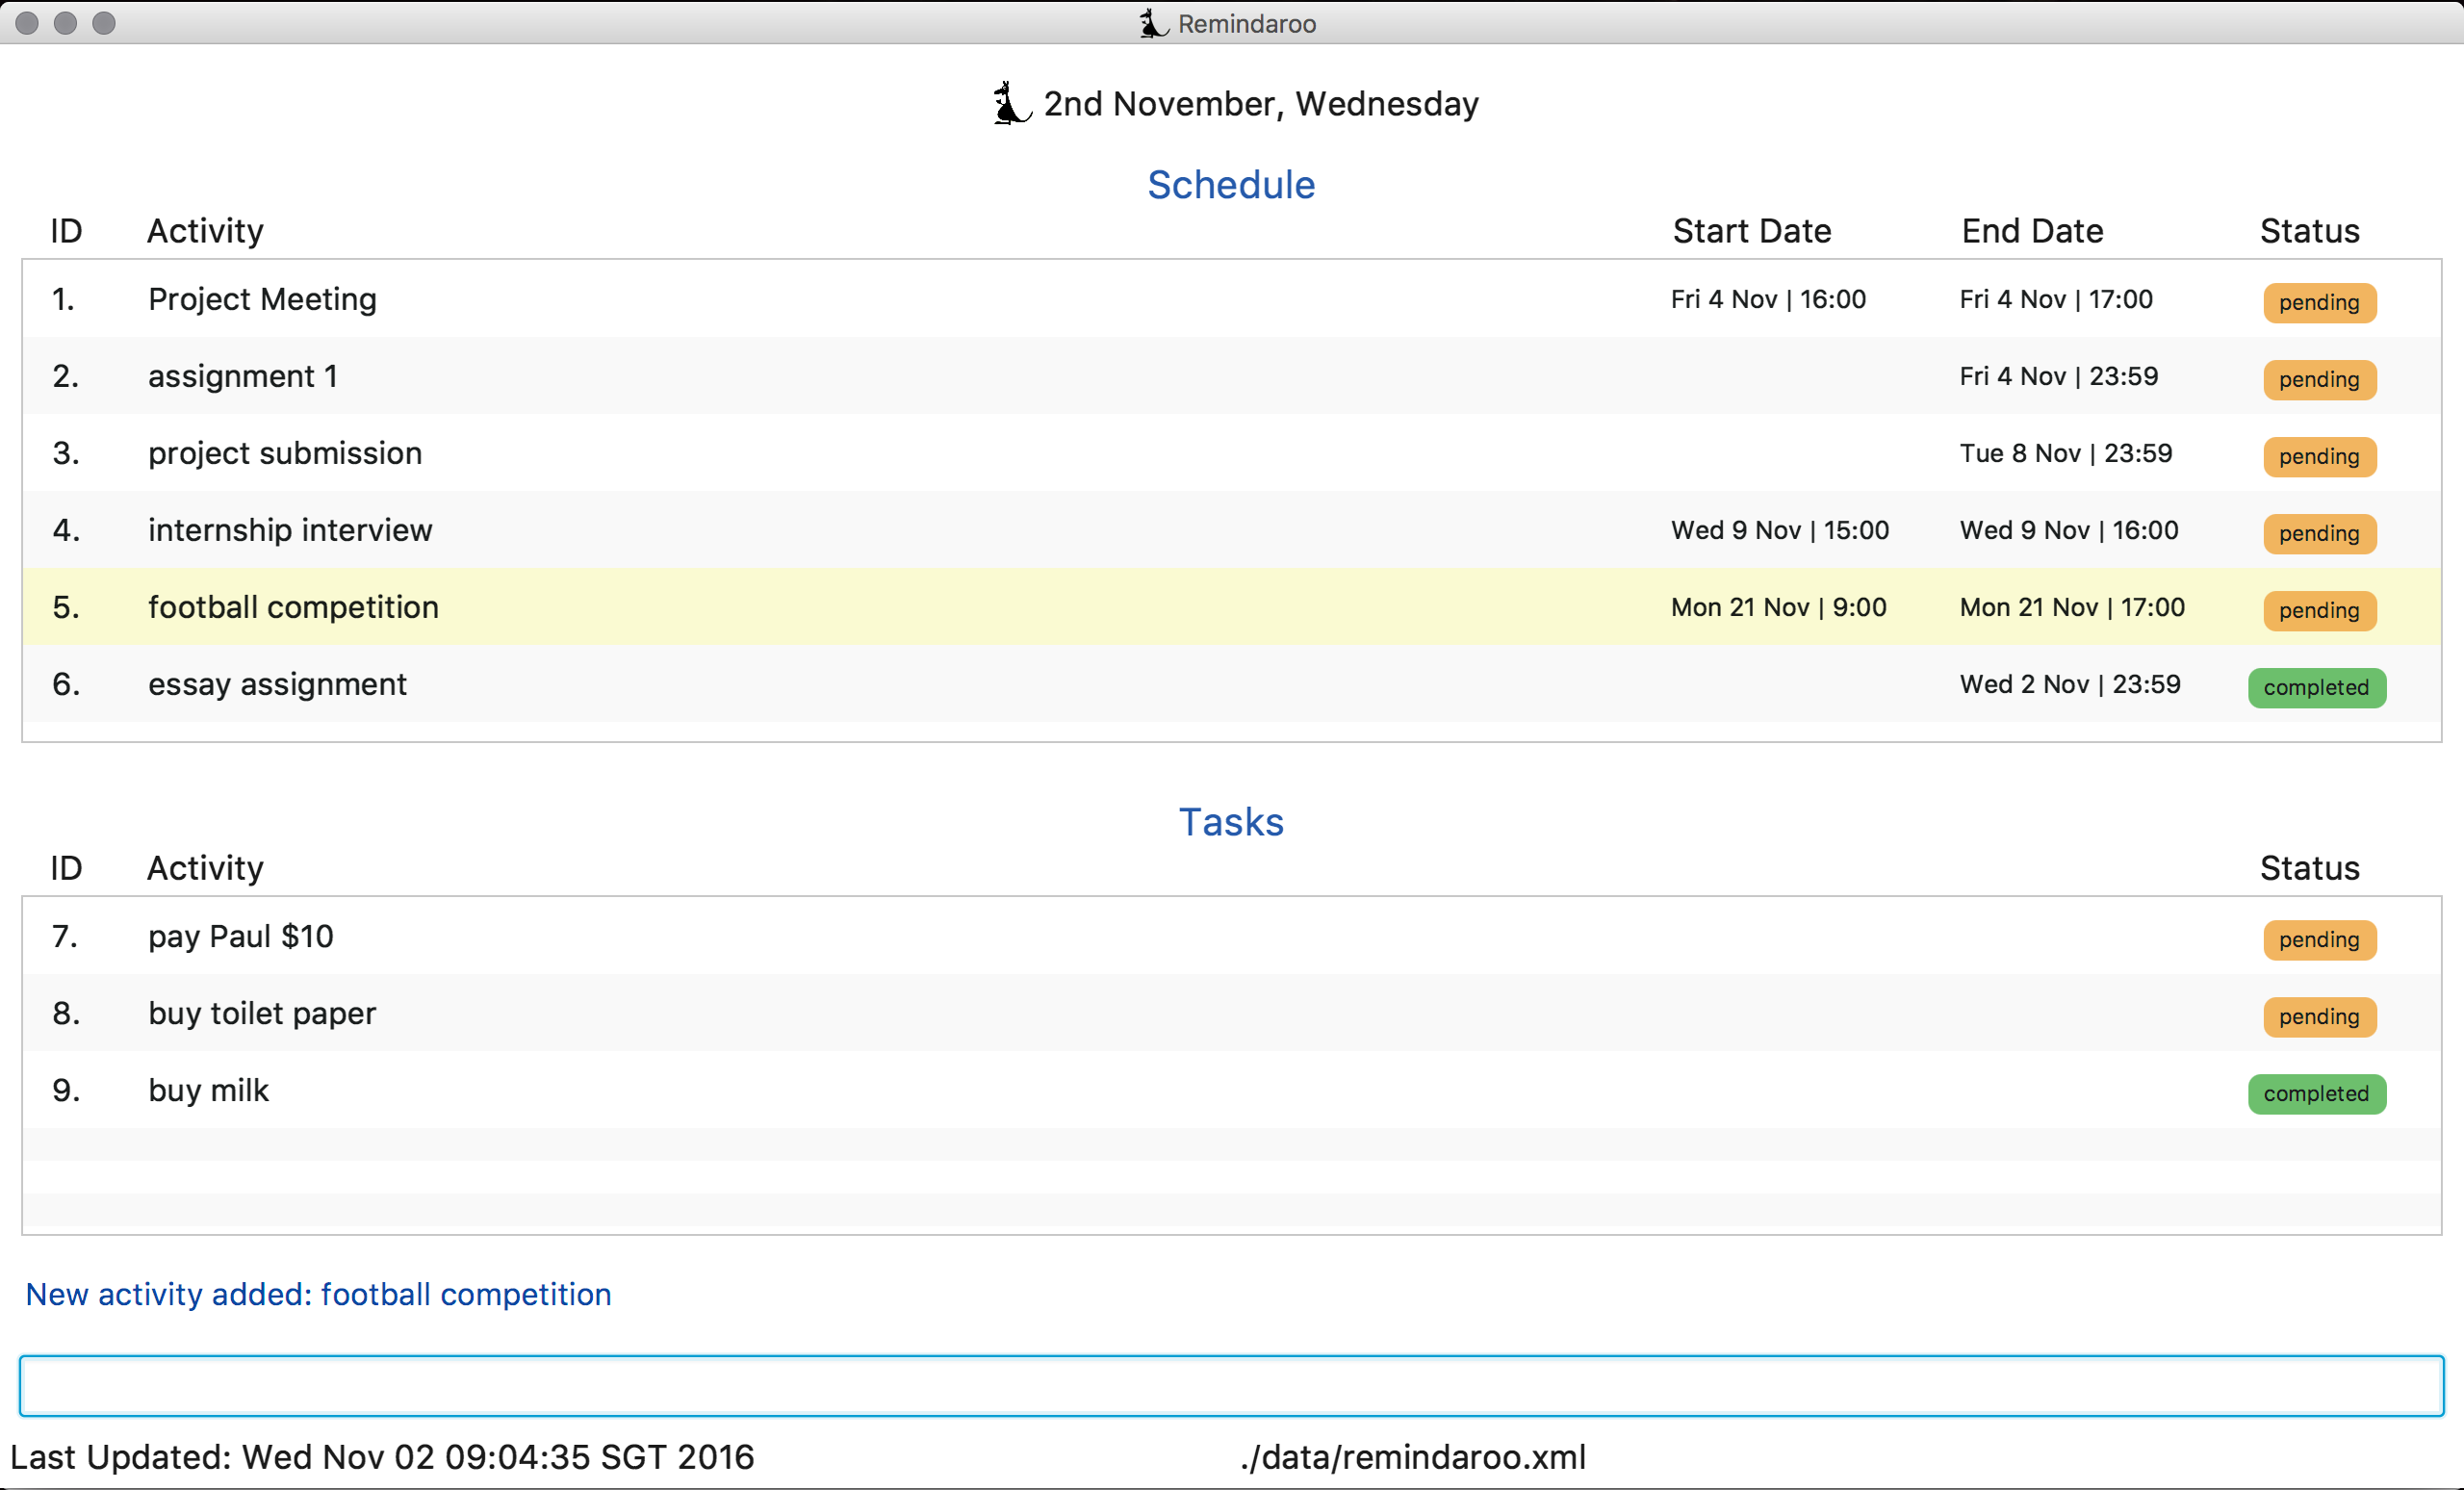 Remindaroo
2nd November, Wednesday
Schedule
ID Activity Start Date End Date Status
1. Project Meeting Fri 4 Nov | 16:00 Fri 4 Nov | 17:00 pending
2. assignment 1 Fri 4 Nov | 23:59 pending
3. project submission Tue 8 Nov | 23:59 pending
4. internship interview Wed 9 Nov | 15:00 Wed 9 Nov | 16:00 pending
5. football competition Mon 21 Nov | 9:00 Mon 21 Nov | 17:00 pending
6. essay assignment Wed 2 Nov | 23:59 completed
Tasks
ID Activity Status
7. pay Paul $10 pending
8. buy toilet paper pending
9. buy milk completed
New activity added: football competition
Last Updated: Wed Nov 02 09:04:35 SGT 2016 ./data/remindaroo.xml